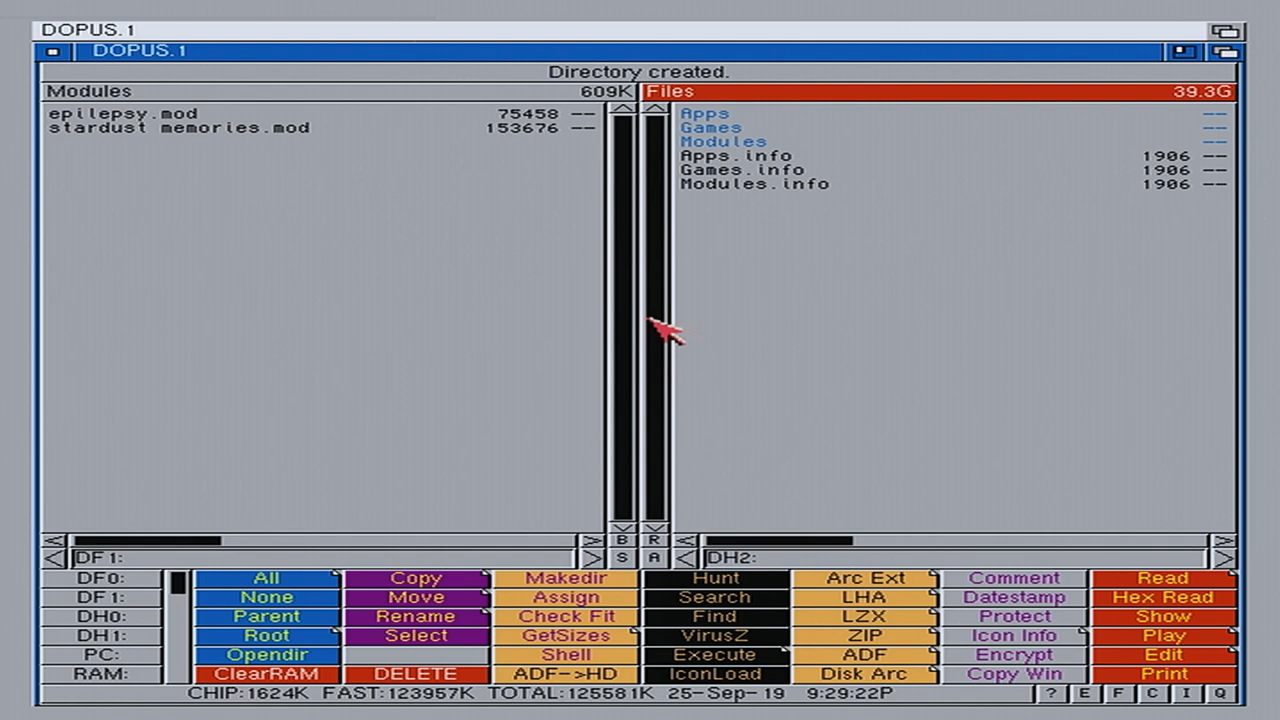 DOPUS.1
DOPUS.1
Directory created.
Modules 609K Files 39.3G
epilepsy.mod 75458 -- Apps --
stardust memories.mod 153676 -- Games --
Modules --
Apps.info 1906 --
Games.info 1906 --
Modules.info 1906 --
B R
DF1: S A DH2:
DF0: All Copy Makedir Hunt Arc Ext Comment Read
DF1: None Move Assign Search LHA Datestamp Hex Read
DH0: Parent Rename Check Fit Find LZX Protect Show
DH1: Root Select GetSizes VirusZ ZIP Icon Info Play
PC: Opendir Shell Execute ADF Encrypt Edit
RAM: ClearRAM DELETE ADF->HD IconLoad Disk Arc Copy Win Print
CHIP:1624K FAST:123957K TOTAL:125581K 25-Sep-19 9:29:22P ? E F C I Q